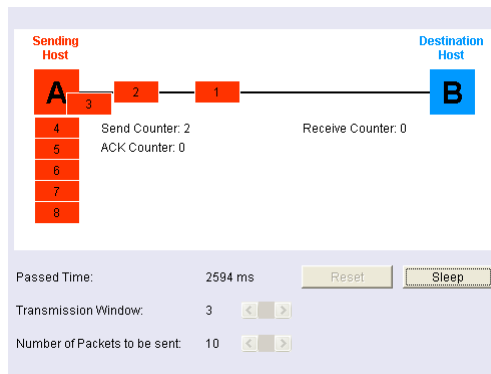 Sending
Host
Destination
Host
A
B
3
2
1
4
5
6
7
8
Send Counter: 2
ACK Counter: 0
Receive Counter: 0
Passed Time: 2594 ms
Reset
Sleep
Transmission Window: 3
Number of Packets to be sent: 10